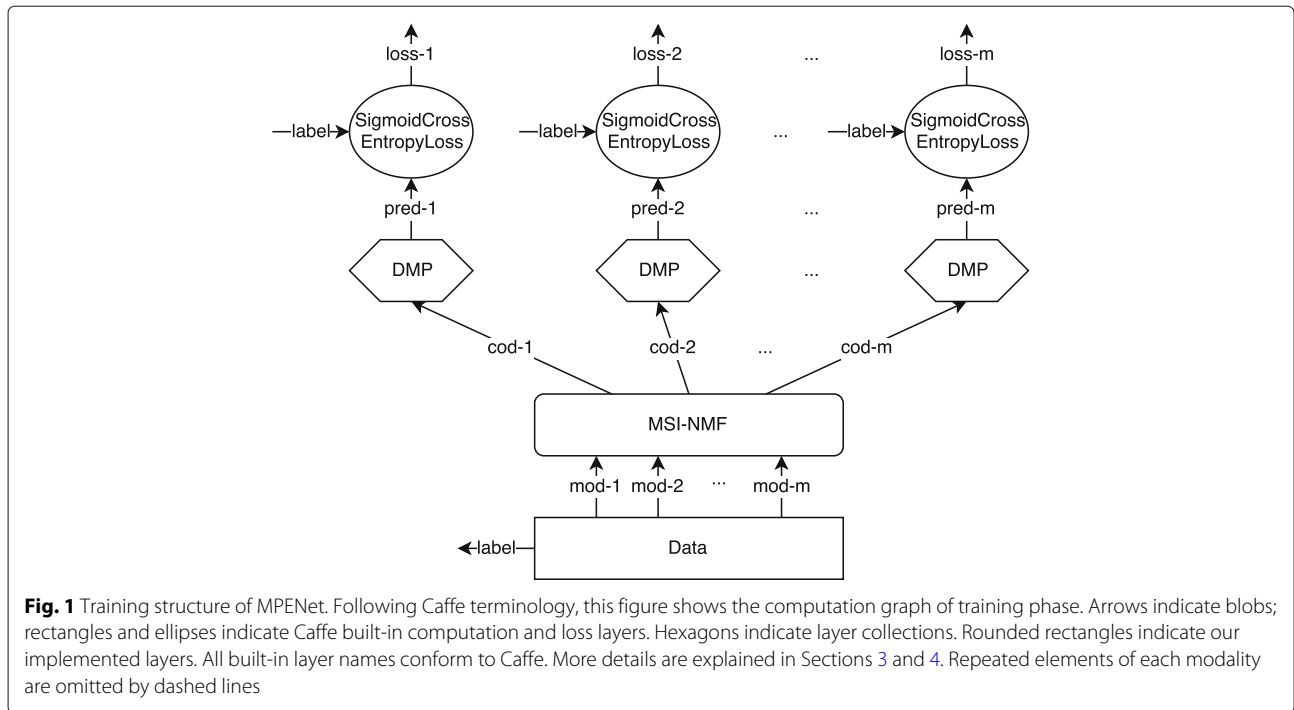 loss-1 loss-2 ... loss-m
label SigmoidCross label SigmoidCross ... label SigmoidCross
EntropyLoss EntropyLoss EntropyLoss
pred-1 pred-2 ... pred-m
DMP DMP ... DMP
cod-1 cod-2 ... cod-m
MSI-NMF
mod-1 mod-2 ... mod-m
label Data
Fig. 1 Training structure of MPENet. Following Caffe terminology, this figure shows the computation graph of training phase. Arrows indicate blobs;
rectangles and ellipses indicate Caffe built-in computation and loss layers. Hexagons indicate layer collections. Rounded rectangles indicate our
implemented layers. All built-in layer names conform to Caffe. More details are explained in Sections 3 and 4. Repeated elements of each modality
are omitted by dashed lines